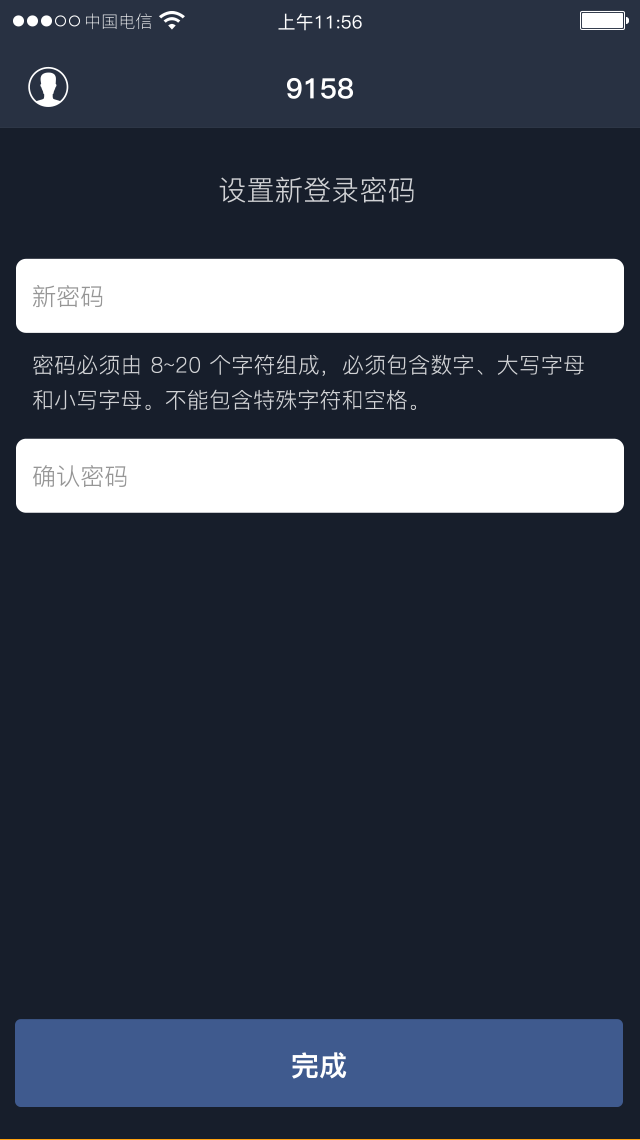 中国电信
上午11:56
9158
设置新登录密码
新密码
密码必须由 8~20 个字符组成，必须包含数字、大写字母
和小写字母。不能包含特殊字符和空格。
确认密码
完成